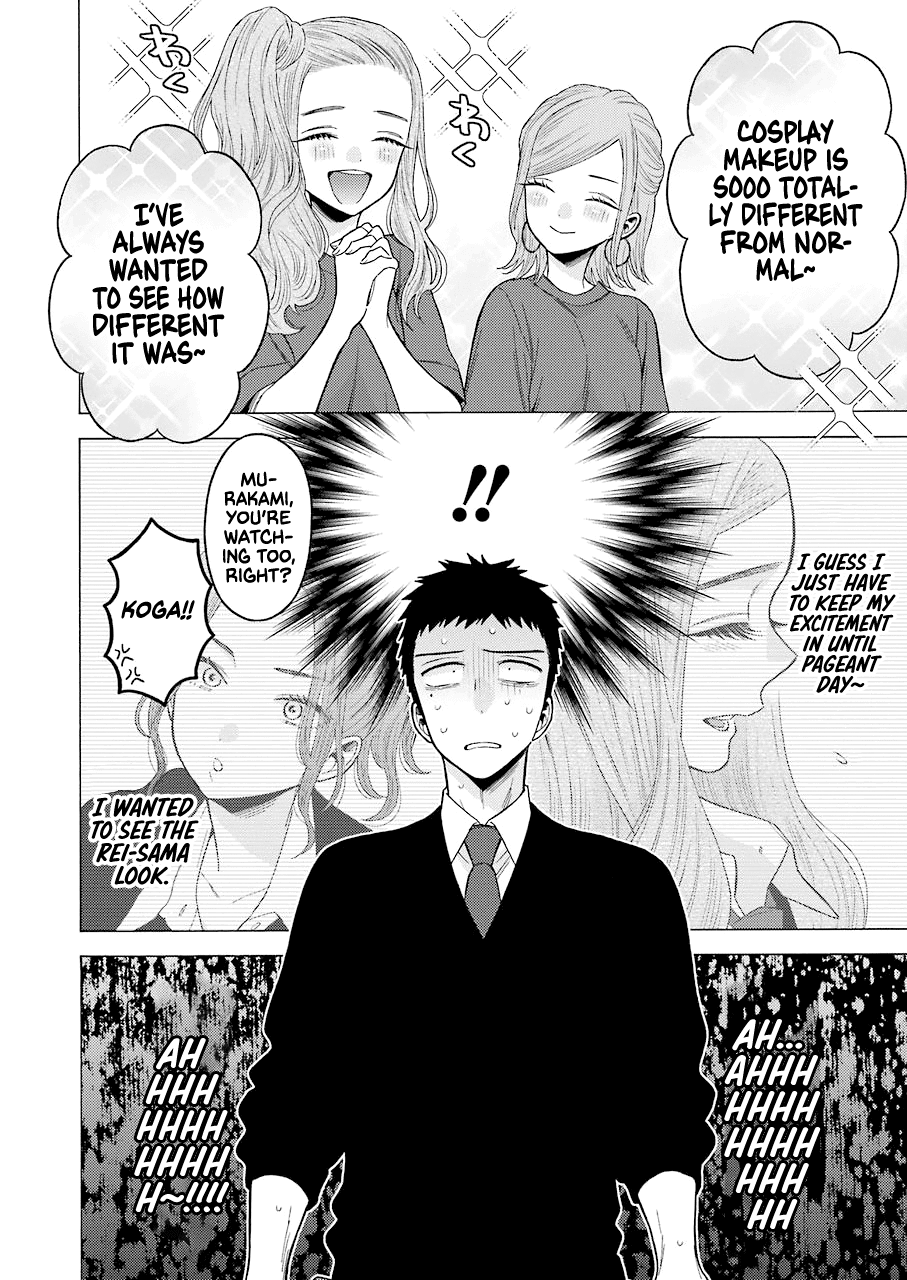 COSPLAY
MAKEUP IS
SOOO TOTAL-
LY DIFFERENT
FROM NOR-
MAL~
わく
わく
I'VE
ALWAYS
WANTED
TO SEE HOW
DIFFERENT
IT WAS~
!!
I GUESS I
JUST HAVE
TO KEEP MY
EXCITEMENT
IN UNTIL
PAGEANT
DAY~
MU-
RAKAMI,
YOU'RE
WATCH-
ING TOO,
RIGHT?
KOGA!!
I WANTED
TO SEE THE
REI-SAMA
LOOK.
AH...
AHHH
HHHH
HHHH
HHH
HH
AH
HHH
HHHH
HHHH
H~!!!!